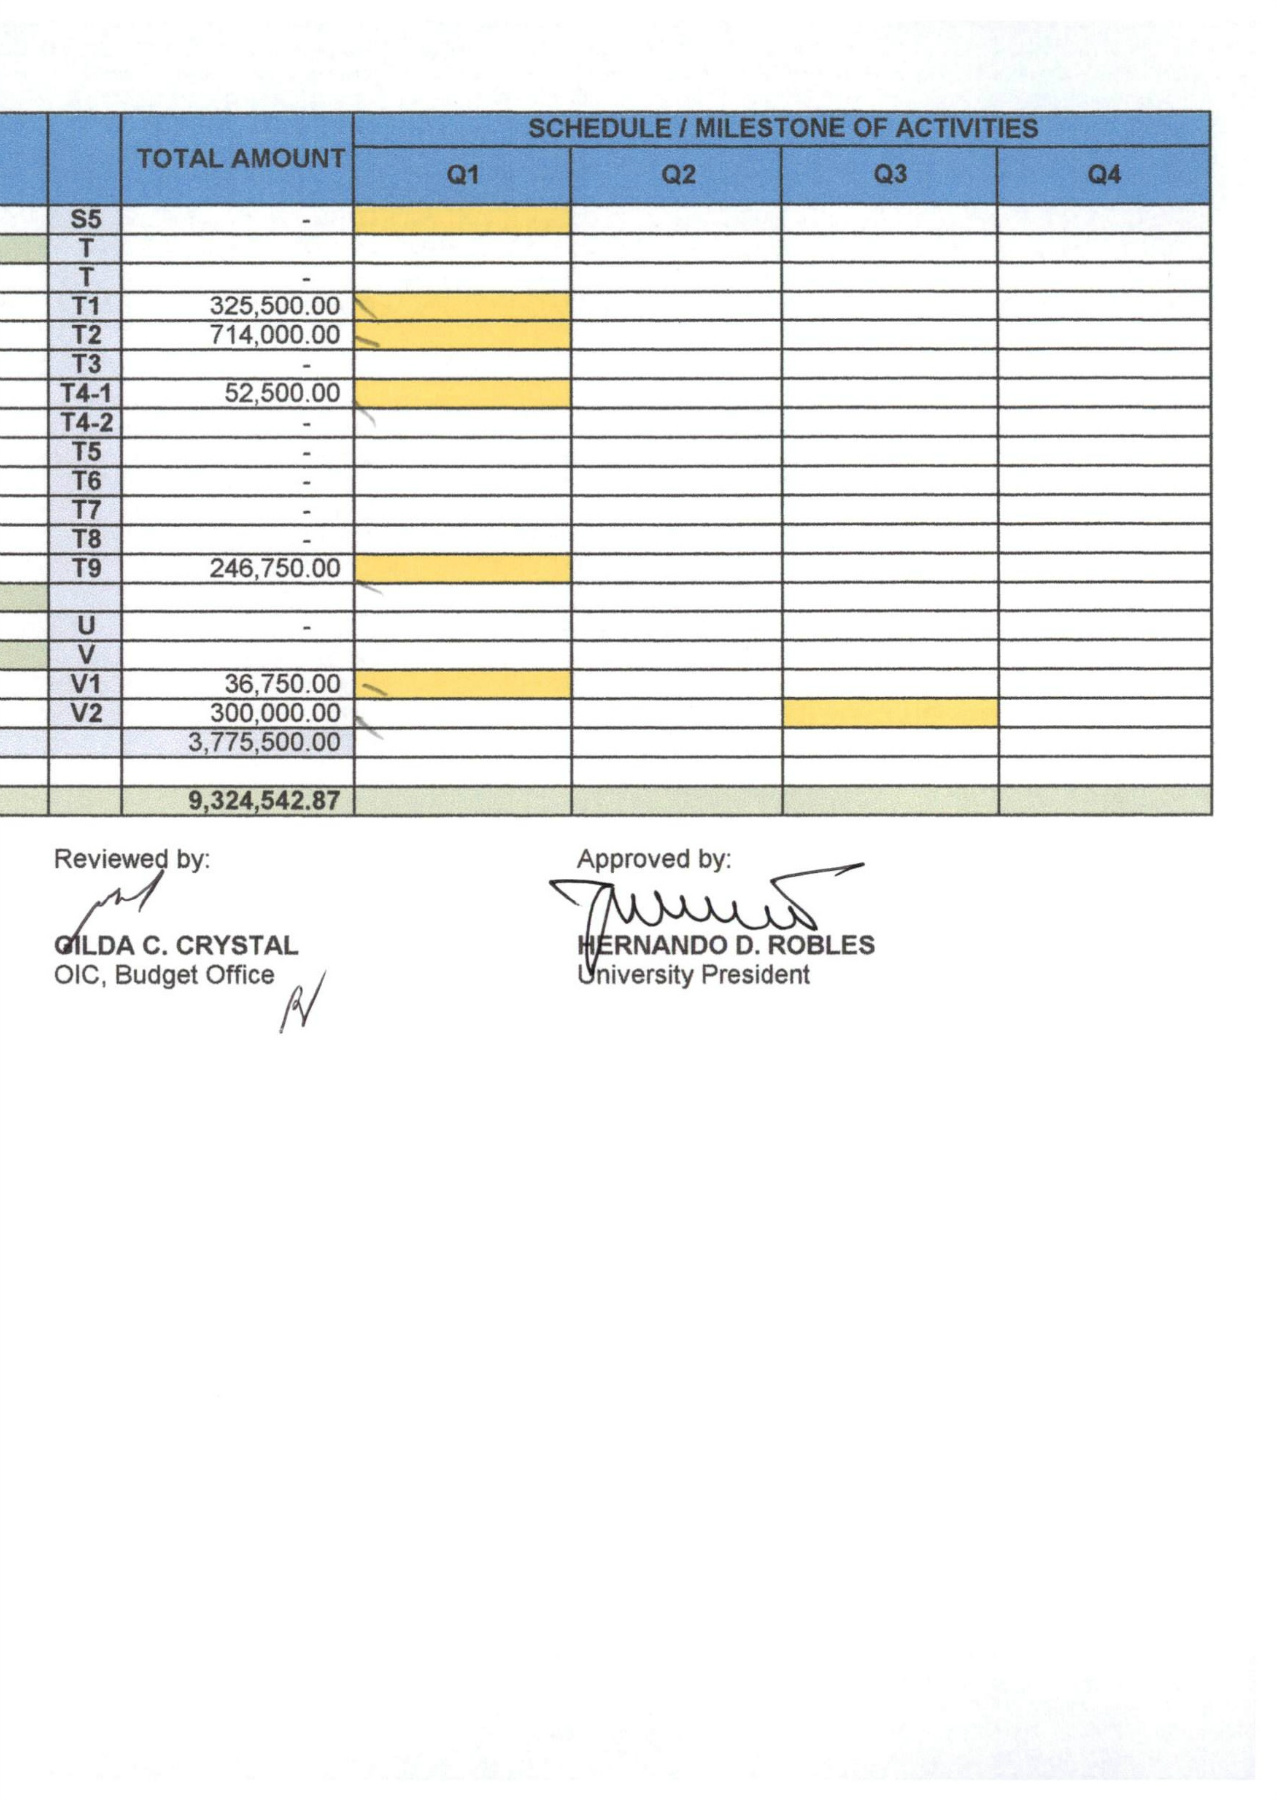 TOTAL AMOUNT SCHEDULE / MILESTONE OF ACTIVITIES
Q1 Q2 Q3 Q4
S5 -
T
T -
T1 325,500.00
T2 714,000.00
T3 -
T4-1 52,500.00
T4-2 -
T5 -
T6 -
T7 -
T8 -
T9 246,750.00
U -
V
V1 36,750.00
V2 300,000.00
3,775,500.00
9,324,542.87
Reviewed by: Approved by:
GILDA C. CRYSTAL HERNANDO D. ROBLES
OIC, Budget Office University President